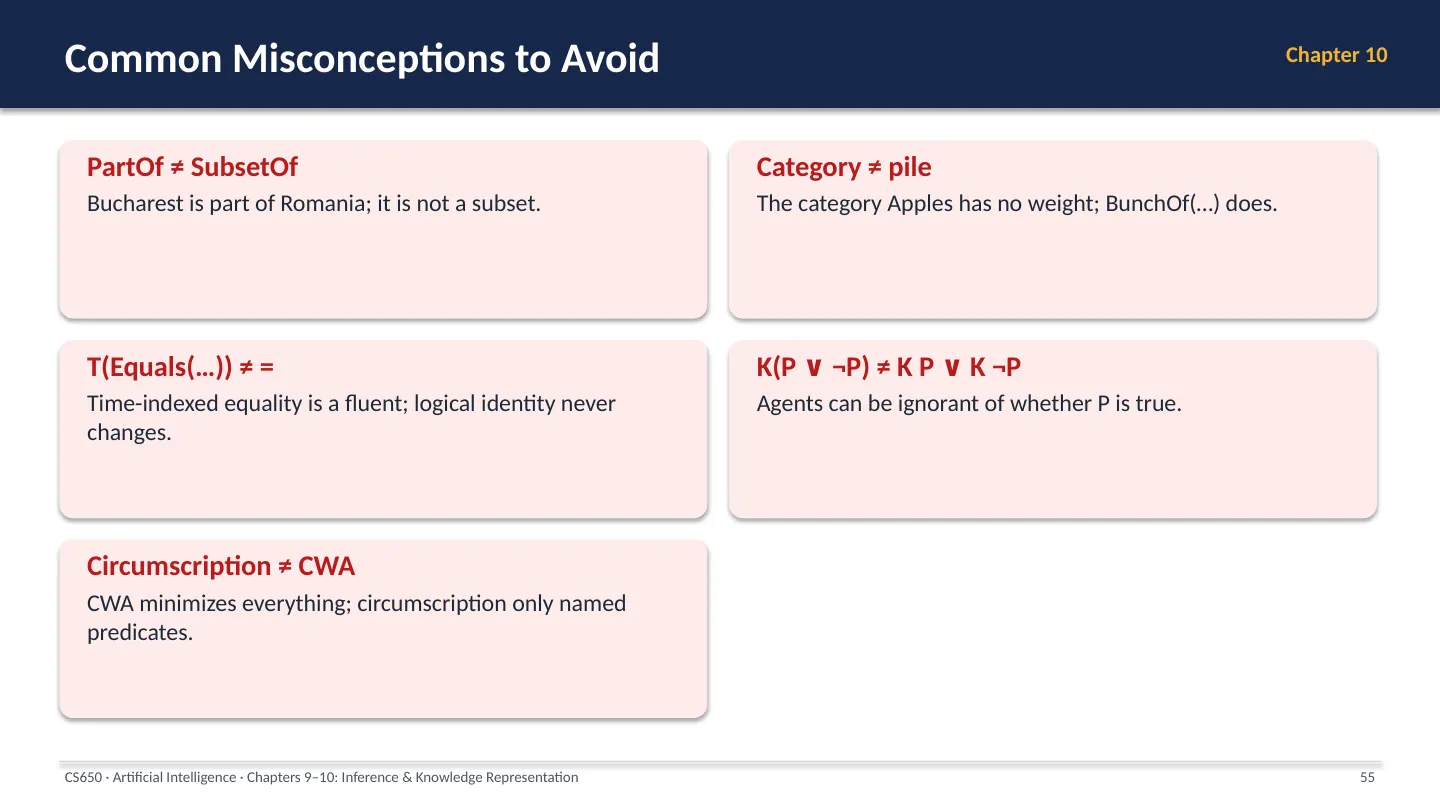 Common Misconceptions to Avoid
Chapter 10
PartOf ≠ SubsetOf
Bucharest is part of Romania; it is not a subset.
Category ≠ pile
The category Apples has no weight; BunchOf(…) does.
T(Equals(…)) ≠ =
Time-indexed equality is a fluent; logical identity never
changes.
K(P ∨ ¬P) ≠ K P ∨ K ¬P
Agents can be ignorant of whether P is true.
Circumscription ≠ CWA
CWA minimizes everything; circumscription only named
predicates.
CS650 · Artificial Intelligence · Chapters 9–10: Inference & Knowledge Representation
55